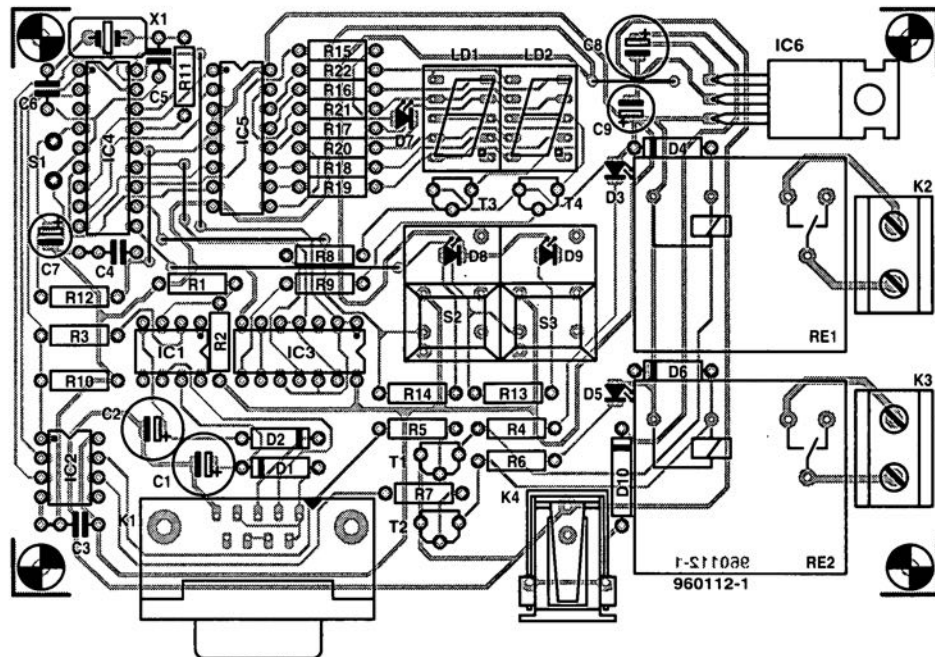 X1
C6
C5
R11
IC4
IC5
R15
R22
R16
R21
R17
R20
R18
R19
D7
LD1
LD2
C8
C9
IC6
S1
T3
T4
D3
D4
K2
C7
C4
R8
R9
D8
D9
RE1
R12
R1
S2
S3
R3
IC1
R2
IC3
R10
R14
R13
D5
D6
K3
C2
D2
R5
R4
IC2
C1
D1
T
R6
R7
K4
D10
K1
T2
C3
960112-1
RE2
960112-1